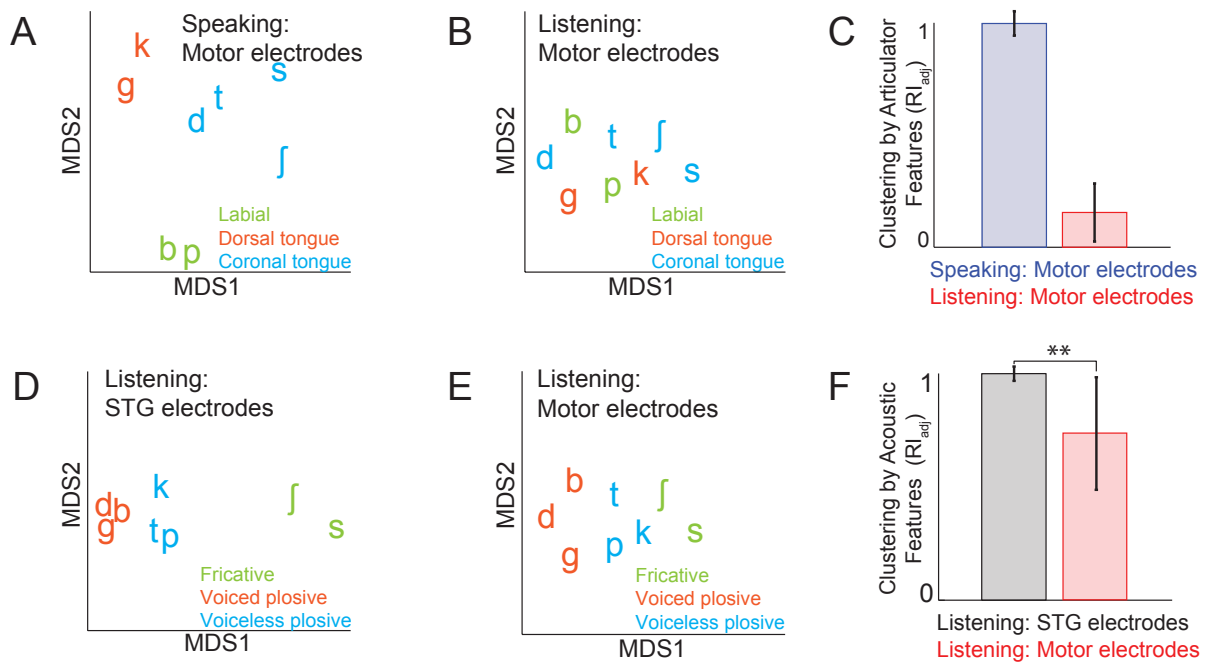 A
Speaking:
Motor electrodes
k
g
s
t
d
ʃ
b
p
Labial
Dorsal tongue
Coronal tongue
MDS2
MDS1
B
Listening:
Motor electrodes
b
t
ʃ
d
k
s
g
p
Labial
Dorsal tongue
Coronal tongue
MDS2
MDS1
C
Clustering by Articulator
Features (RIadj)
1
0
Speaking: Motor electrodes
Listening: Motor electrodes
D
Listening:
STG electrodes
k
ʃ
d
b
g
t
p
s
Fricative
Voiced plosive
Voiceless plosive
MDS2
MDS1
E
Listening:
Motor electrodes
b
t
ʃ
d
k
s
g
p
Fricative
Voiced plosive
Voiceless plosive
MDS2
MDS1
F
**
Clustering by Acoustic
Features (RIadj)
1
0
Listening: STG electrodes
Listening: Motor electrodes